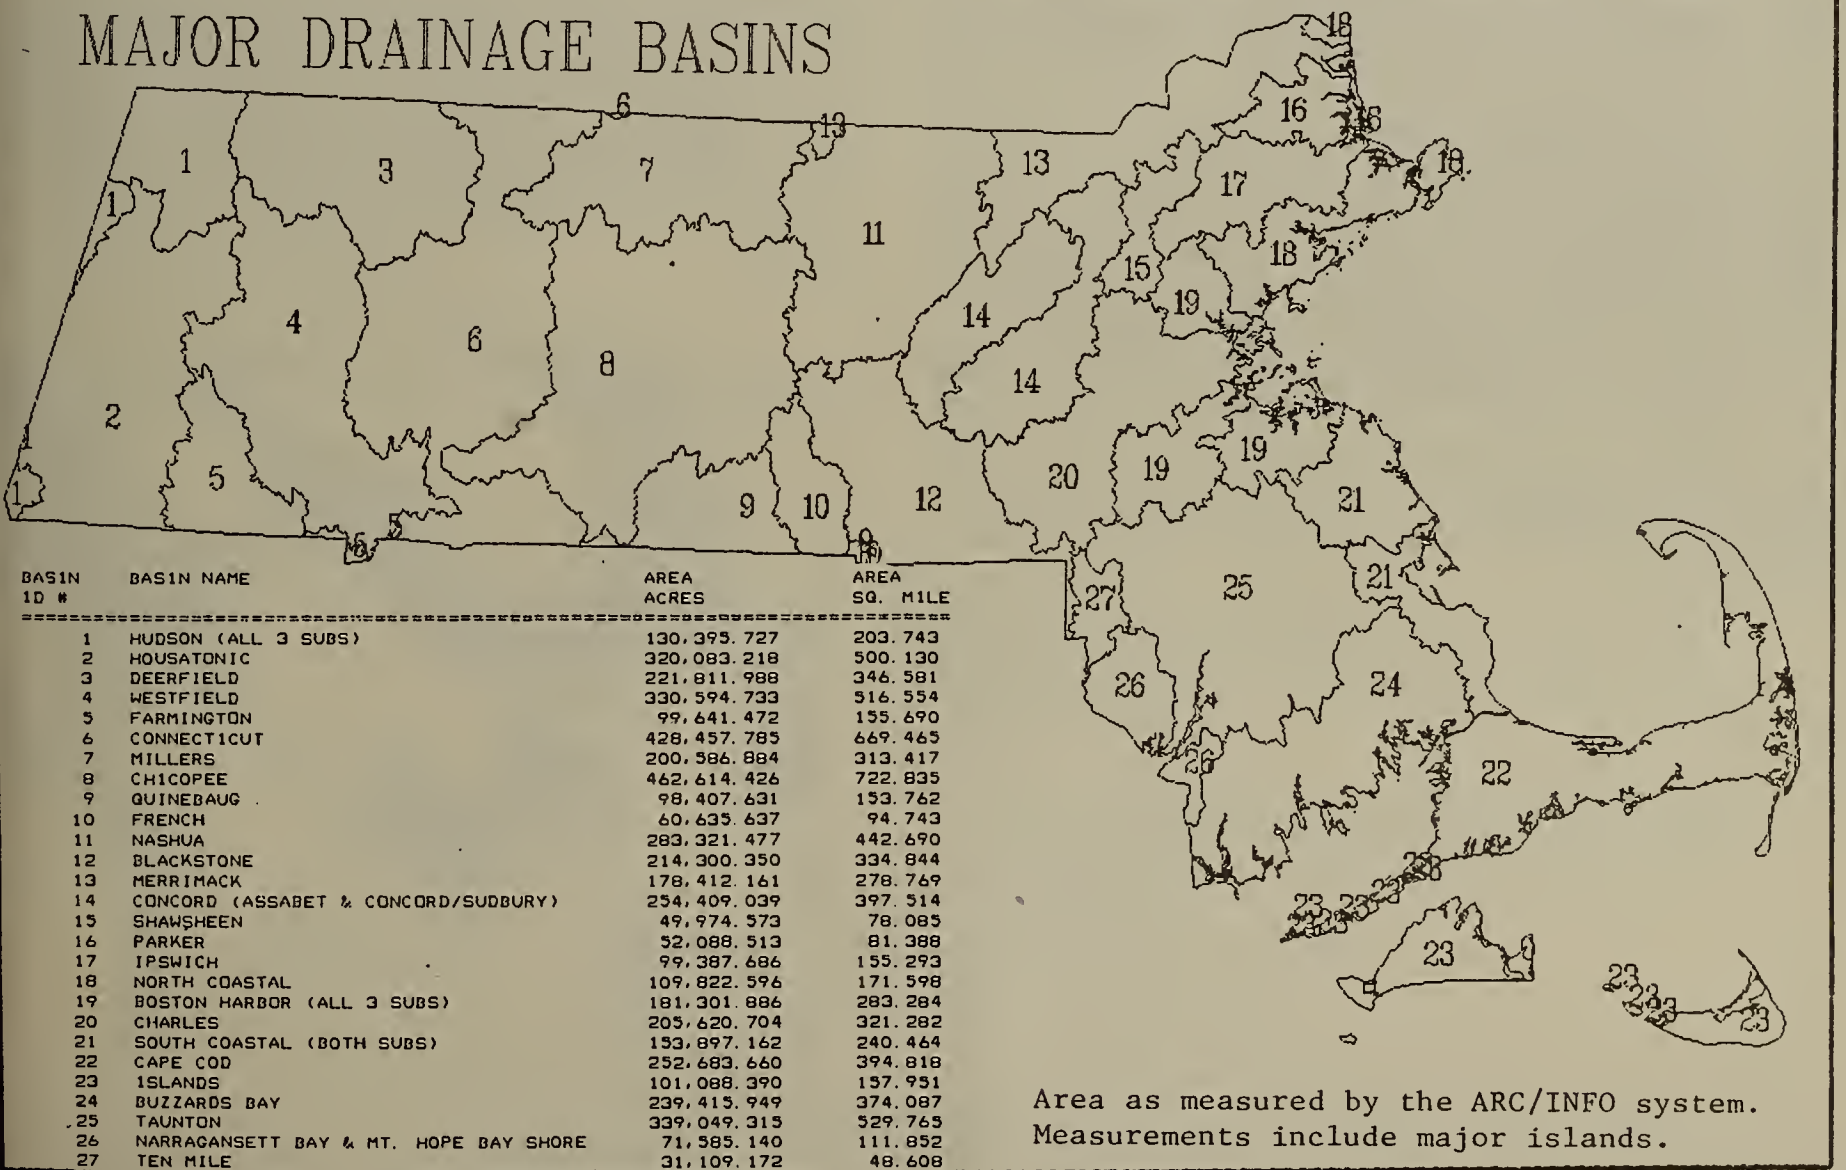 MAJOR DRAINAGE BASINS
18
6
13
16
16
1
3
7
13
18
17
1
11
18
15
4
14
19
6
8
14
2
19
5
19
20
1
9
10
12
21
5
25
21
27
26
24
26
22
23
23
23
23
BASIN BASIN NAME AREA AREA
ID # ACRES SQ. MILE
1 HUDSON (ALL 3 SUBS) 130,395.727 203.743
2 HOUSATONIC 320,083.218 500.130
3 DEERFIELD 221,811.988 346.581
4 WESTFIELD 330,594.733 516.554
5 FARMINGTON 99,641.472 155.690
6 CONNECTICUT 428,457.785 669.465
7 MILLERS 200,586.884 313.417
8 CHICOPEE 462,614.426 722.835
9 QUINEBAUG 98,407.631 153.762
10 FRENCH 60,635.637 94.743
11 NASHUA 283,321.477 442.690
12 BLACKSTONE 214,300.350 334.844
13 MERRIMACK 178,412.161 278.769
14 CONCORD (ASSABET & CONCORD/SUDBURY) 254,409.039 397.514
15 SHAWSHEEN 49,974.573 78.085
16 PARKER 52,088.513 81.388
17 IPSWICH 99,387.686 155.293
18 NORTH COASTAL 109,822.596 171.598
19 BOSTON HARBOR (ALL 3 SUBS) 181,301.886 283.284
20 CHARLES 205,620.704 321.282
21 SOUTH COASTAL (BOTH SUBS) 153,897.162 240.464
22 CAPE COD 252,683.660 394.818
23 ISLANDS 101,088.390 157.951
24 BUZZARDS BAY 239,415.949 374.087
25 TAUNTON 339,049.315 529.765
26 NARRAGANSETT BAY & MT. HOPE BAY SHORE 71,585.140 111.852
27 TEN MILE 31,109.172 48.608
Area as measured by the ARC/INFO system.
Measurements include major islands.